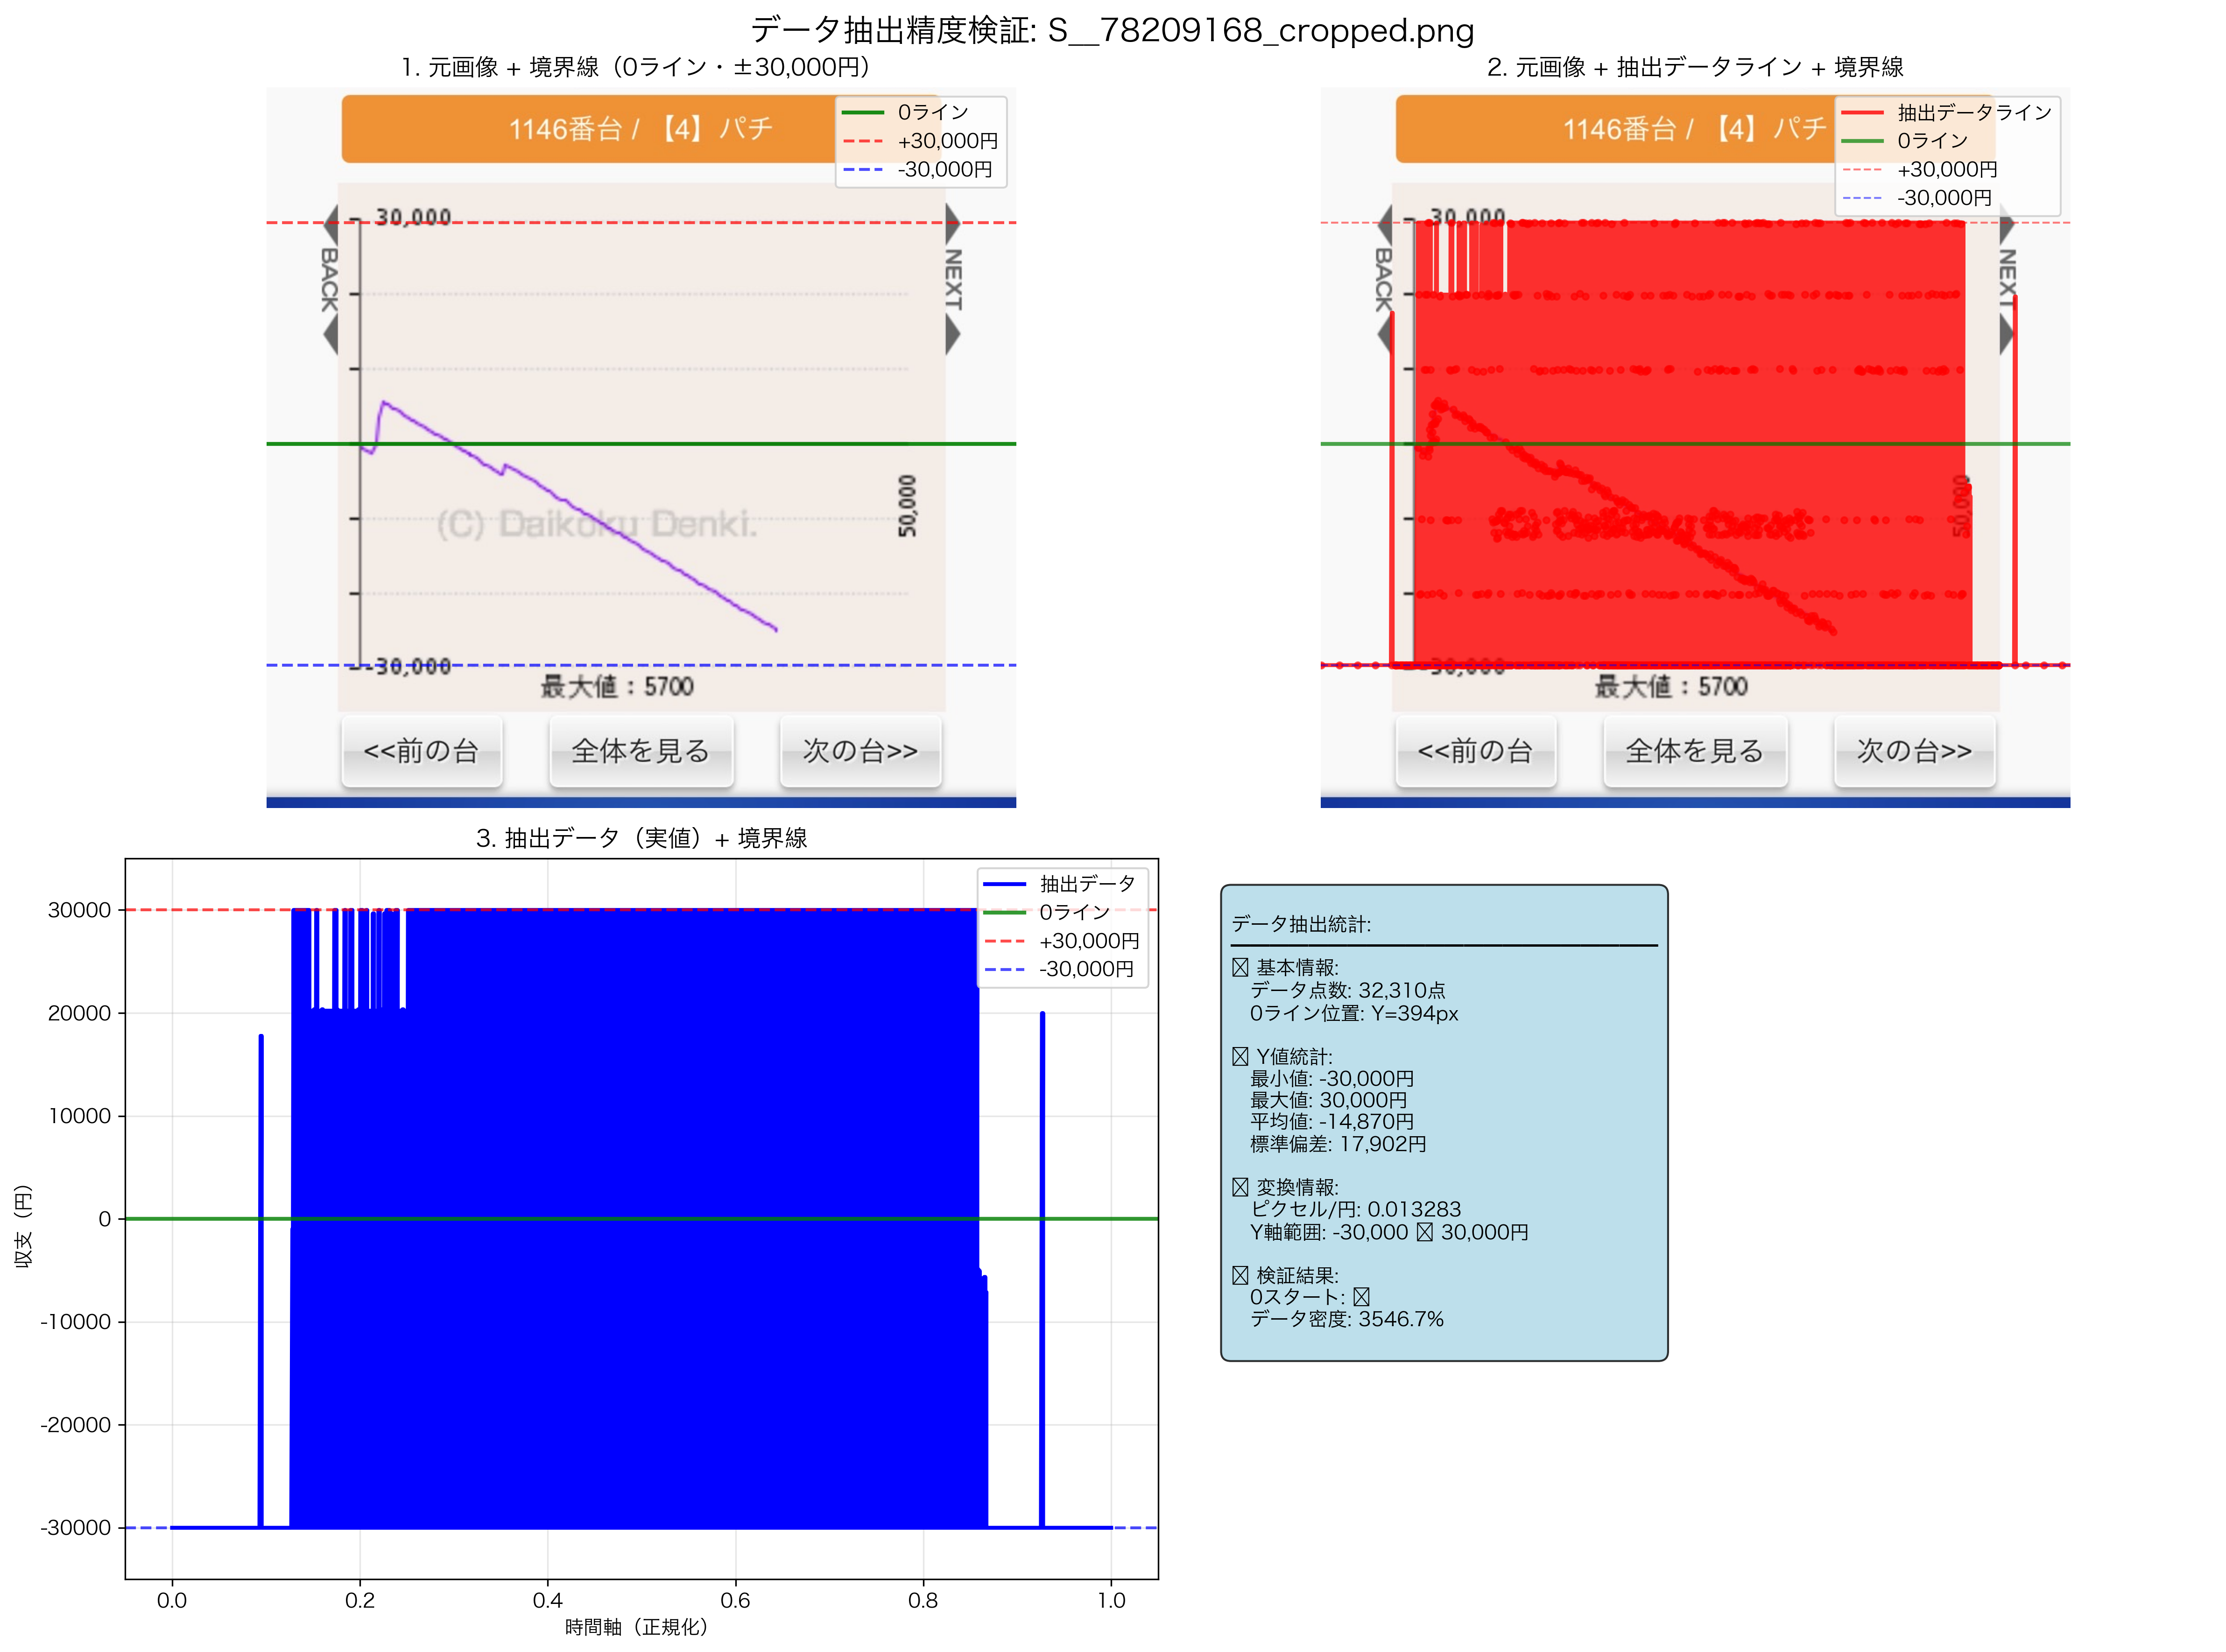 データ抽出精度検証: S__78209168_cropped.png
1. 元画像 + 境界線（0ライン・±30,000円）
1146番台 / 【4】パチ
0ライン
+30,000円
-30,000円
BACK
NEXT
30,000
50,000
(C) Daikoku Denki.
-30,000
最大値：5700
<<前の台
全体を見る
次の台>>
2. 元画像 + 抽出データライン + 境界線
1146番台 / 【4】パチ
抽出データライン
0ライン
+30,000円
-30,000円
BACK
NEXT
30,000
50,000
-30,000
最大値：5700
<<前の台
全体を見る
次の台>>
3. 抽出データ（実値）+ 境界線
抽出データ
0ライン
+30,000円
-30,000円
30000
20000
10000
0
-10000
-20000
-30000
収支（円）
0.0
0.2
0.4
0.6
0.8
1.0
時間軸（正規化）
データ抽出統計:
基本情報:
データ点数: 32,310点
0ライン位置: Y=394px
Y値統計:
最小値: -30,000円
最大値: 30,000円
平均値: -14,870円
標準偏差: 17,902円
変換情報:
ピクセル/円: 0.013283
Y軸範囲: -30,000 30,000円
検証結果:
0スタート:
データ密度: 3546.7%